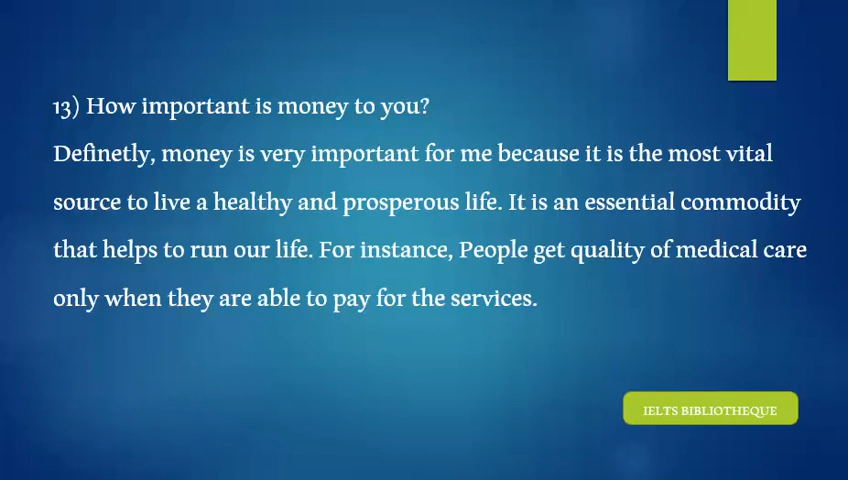 13) How important is money to you?
Definetly, money is very important for me because it is the most vital
source to live a healthy and prosperous life. It is an essential commodity
that helps to run our life. For instance, People get quality of medical care
only when they are able to pay for the services.
IELTS BIBLIOTHEQUE